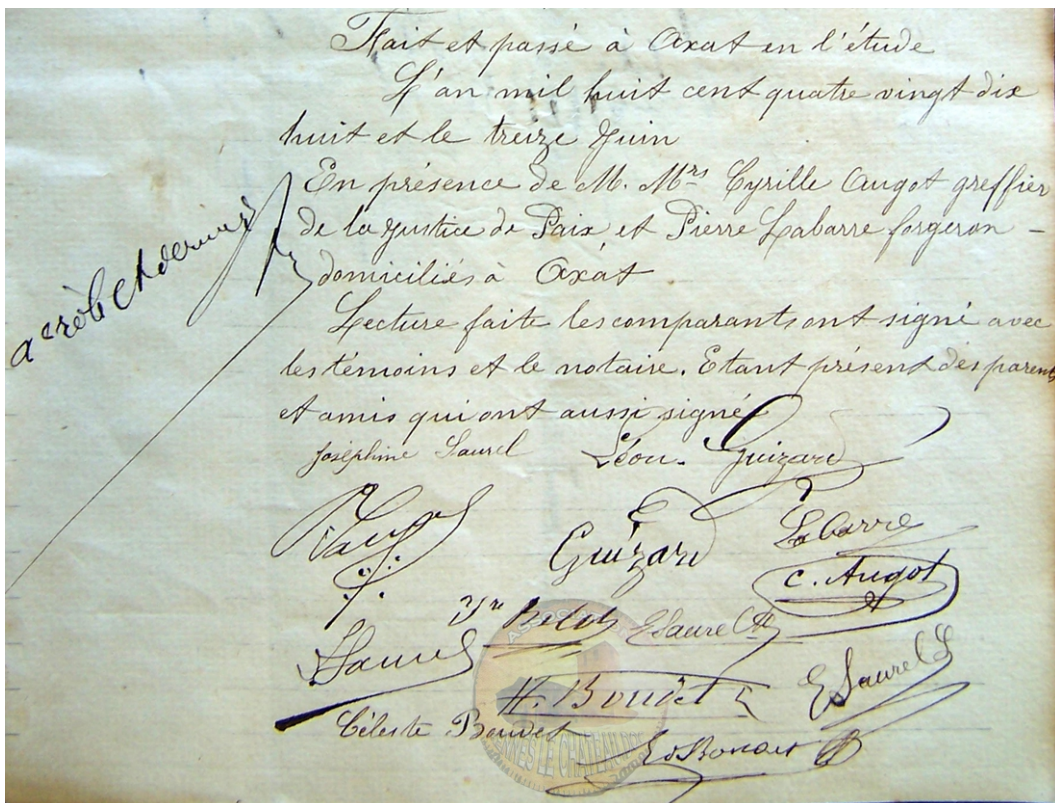 Fait et passé à Axat en l'étude
L'an mil huit cent quatre vingt dix
huit et le treize Juin
En présence de M. Mrs Cyrille Augot greffier
de la Justice de Paix et Pierre Labarre forgeron -
domiciliés à Axat
Lecture faite les comparants ont signé avec
les témoins et le notaire. Etant présent des parents
et amis qui ont aussi signé
Joséphine Saurel Léon Guizard
Guizard Labarre
C. Augot
Saurel
H. Boudet E Saurel
Céleste Boudet